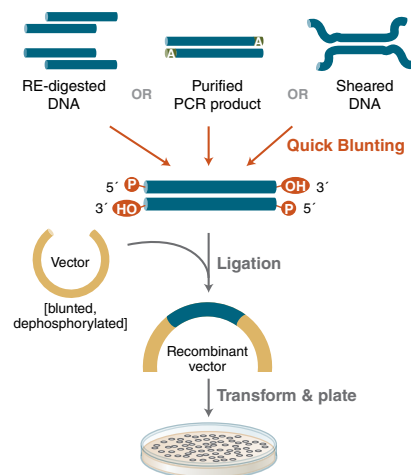 A
A
RE-digested
DNA
OR
Purified
PCR product
OR
Sheared
DNA
Quick Blunting
5´ P OH 3´
3´ HO P 5´
Vector
[blunted,
dephosphorylated]
Ligation
Recombinant
vector
Transform & plate